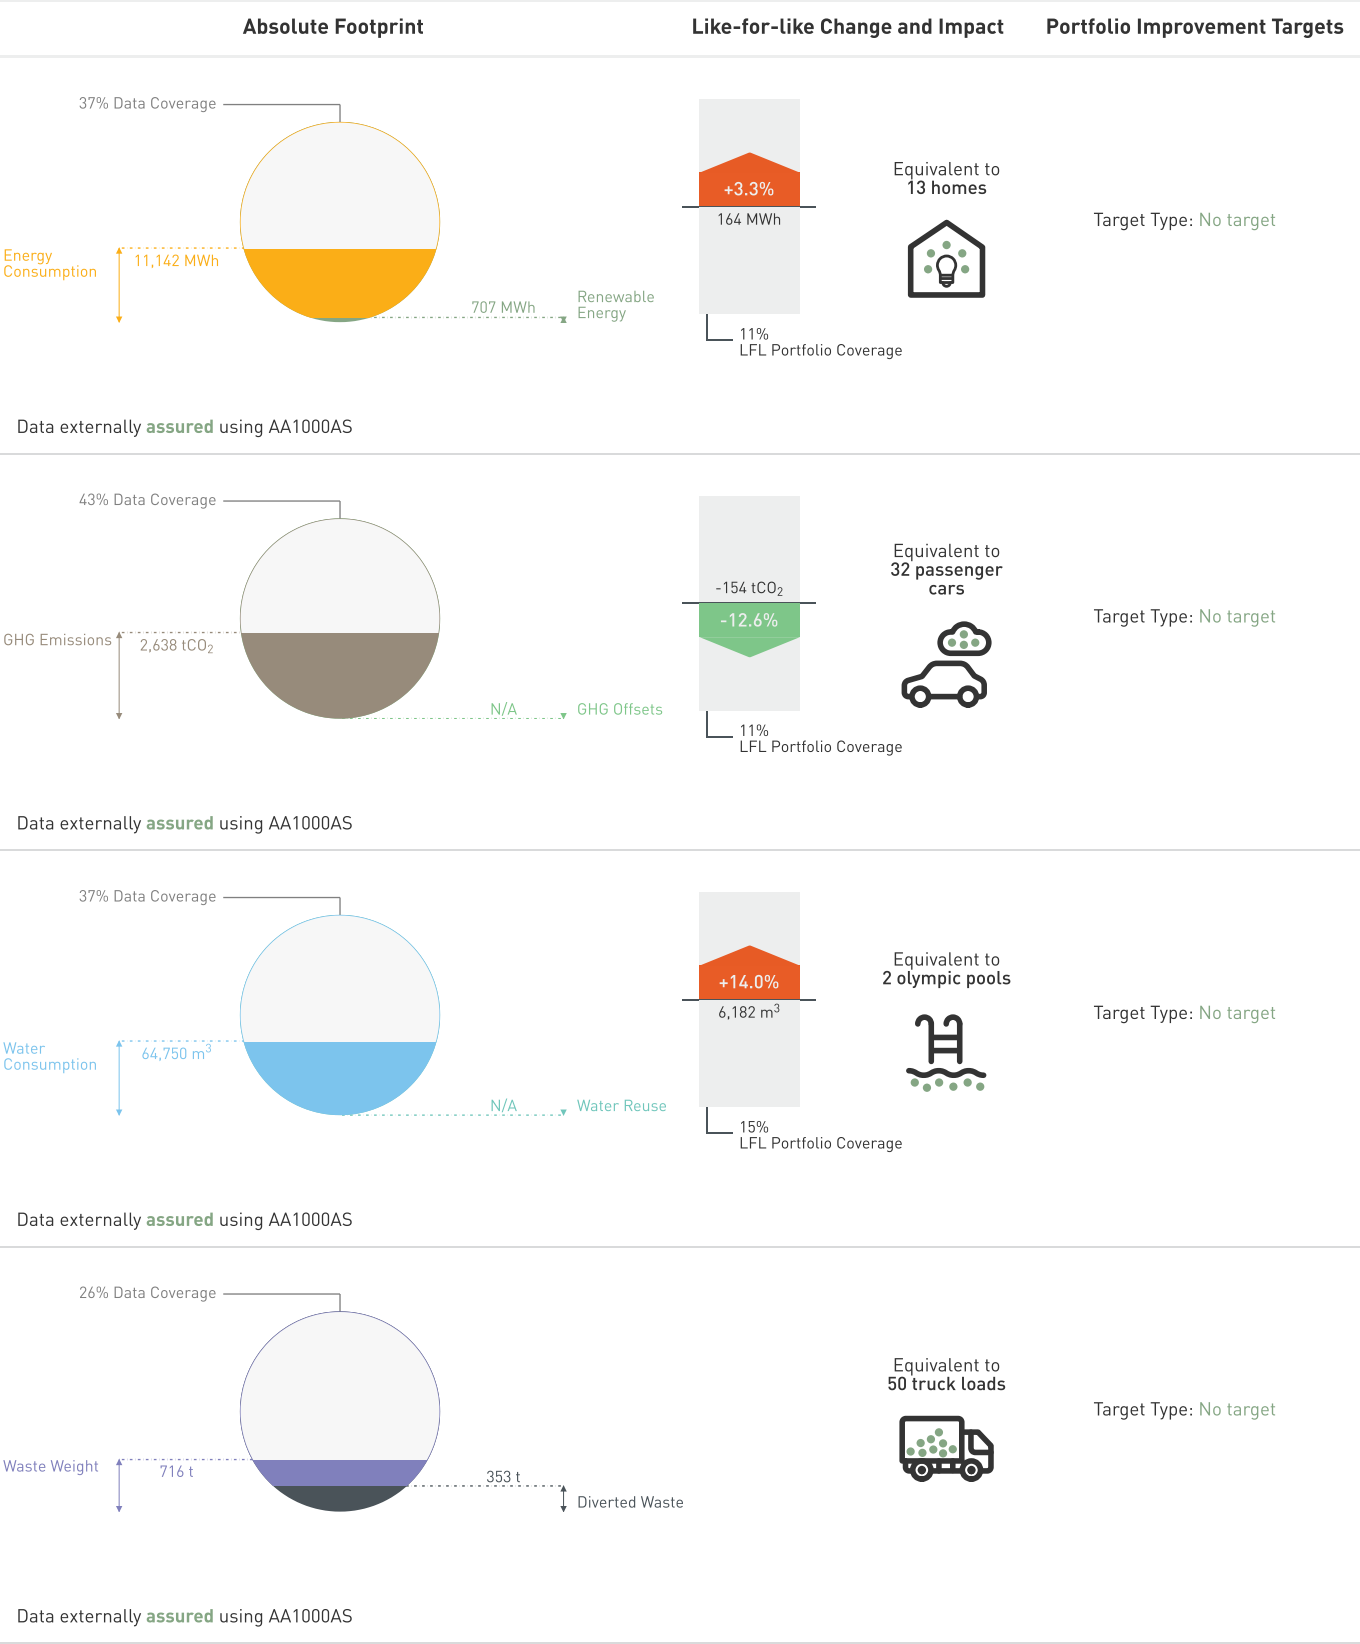 Absolute Footprint
Like-for-like Change and Impact
Portfolio Improvement Targets
37% Data Coverage
Energy
Consumption
11,142 MWh
707 MWh
Renewable
Energy
+3.3%
164 MWh
11%
LFL Portfolio Coverage
Equivalent to
13 homes
Target Type: No target
Data externally assured using AA1000AS
43% Data Coverage
GHG Emissions
2,638 tCO₂
N/A
GHG Offsets
-154 tCO₂
-12.6%
11%
LFL Portfolio Coverage
Equivalent to
32 passenger
cars
Target Type: No target
Data externally assured using AA1000AS
37% Data Coverage
Water
Consumption
64,750 m³
N/A
Water Reuse
+14.0%
6,182 m³
15%
LFL Portfolio Coverage
Equivalent to
2 olympic pools
Target Type: No target
Data externally assured using AA1000AS
26% Data Coverage
Waste Weight
716 t
353 t
Diverted Waste
Equivalent to
50 truck loads
Target Type: No target
Data externally assured using AA1000AS